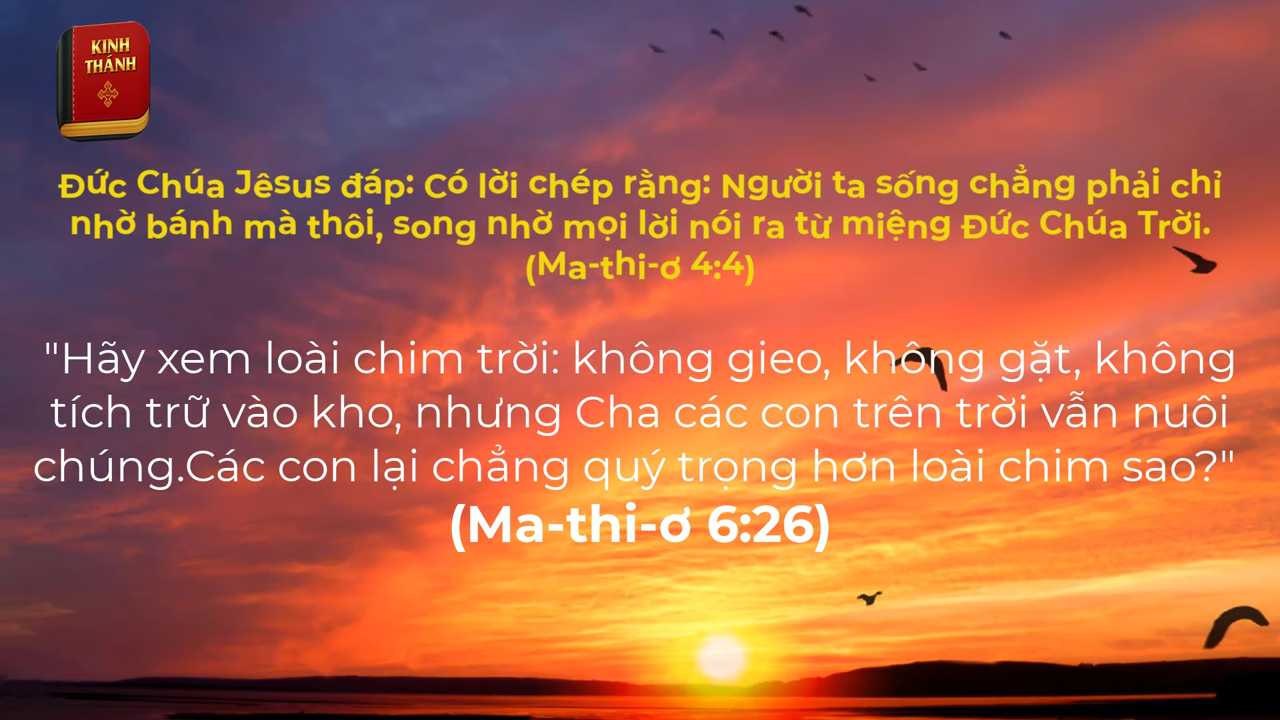 KINH
THÁNH
Đức Chúa Jêsus đáp: Có lời chép rằng: Người ta sống chẳng phải chỉ
nhờ bánh mà thôi, song nhờ mọi lời nói ra từ miệng Đức Chúa Trời.
(Ma-thi-ơ 4:4)
"Hãy xem loài chim trời: không gieo, không gặt, không
tích trữ vào kho, nhưng Cha các con trên trời vẫn nuôi
chúng.Các con lại chẳng quý trọng hơn loài chim sao?"
(Ma-thi-ơ 6:26)